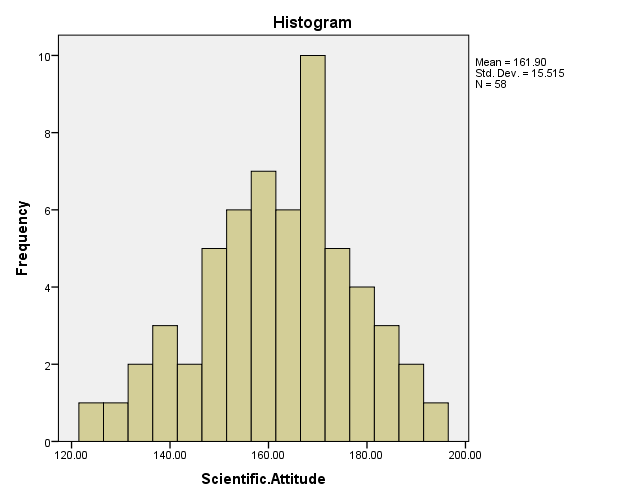 Histogram
Mean = 161.90
Std. Dev. = 15.515
N = 58
10
8
6
4
2
0
Frequency
120.00 140.00 160.00 180.00 200.00
Scientific.Attitude